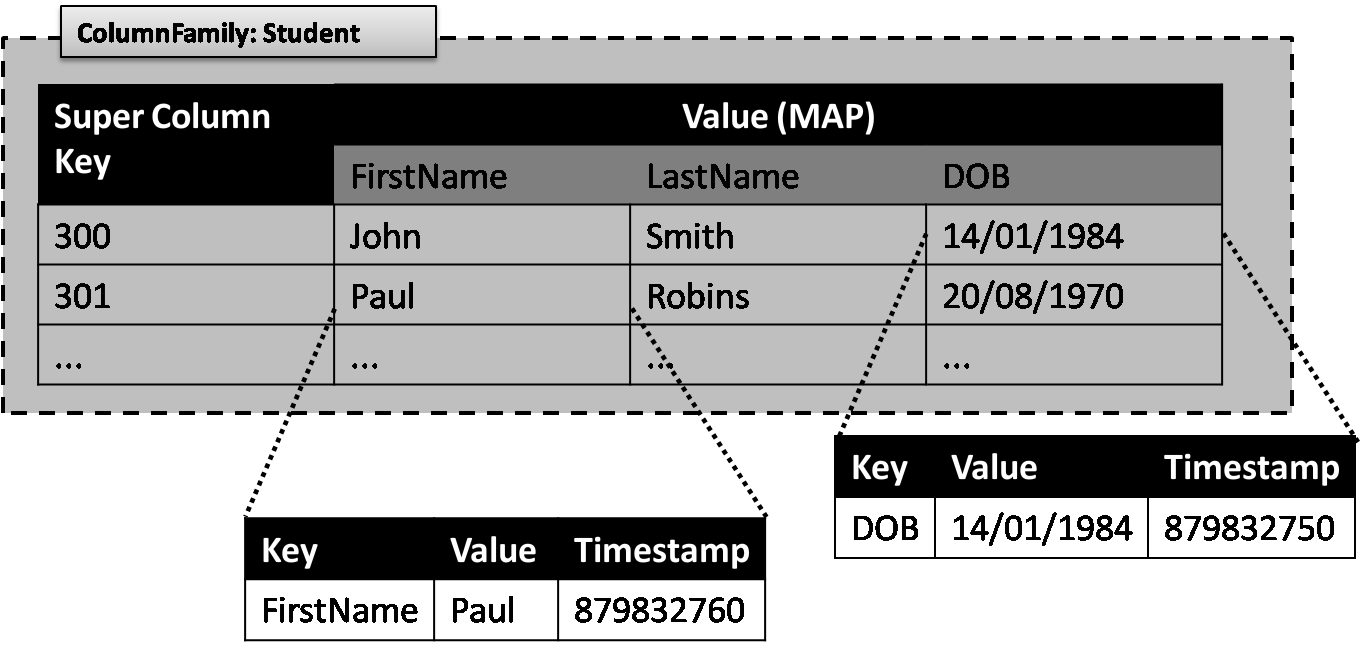 ColumnFamily: Student
Super Column Key
Value (MAP)
FirstName LastName DOB
300 John Smith 14/01/1984
301 Paul Robins 20/08/1970
... ... ... ...
Key Value Timestamp
DOB 14/01/1984 879832750
Key Value Timestamp
FirstName Paul 879832760